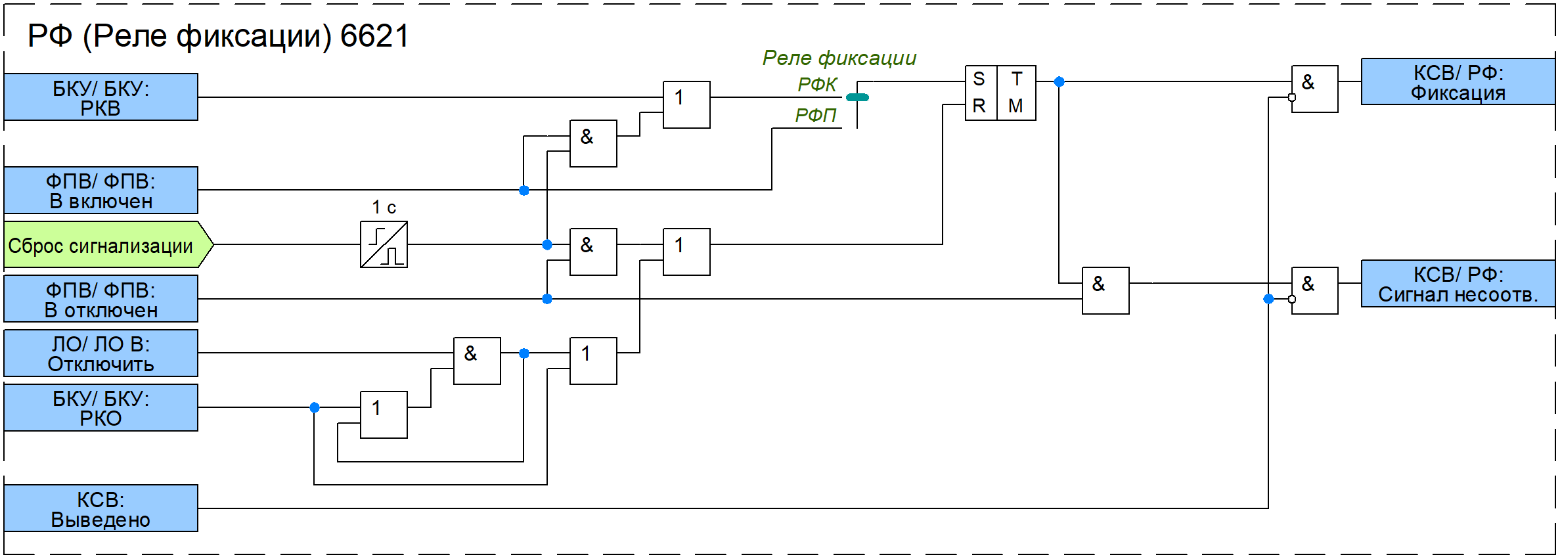 РФ (Реле фиксации) 6621
Реле фиксации
БКУ/ БКУ:
РКВ
1
РФК
РФП
S
T
R
M
&
КСВ/ РФ:
Фиксация
&
ФПВ/ ФПВ:
В включен
1 с
Сброс сигнализации
&
1
ФПВ/ ФПВ:
В отключен
&
&
КСВ/ РФ:
Сигнал несоотв.
ЛО/ ЛО В:
Отключить
&
1
БКУ/ БКУ:
РКО
1
КСВ:
Выведено